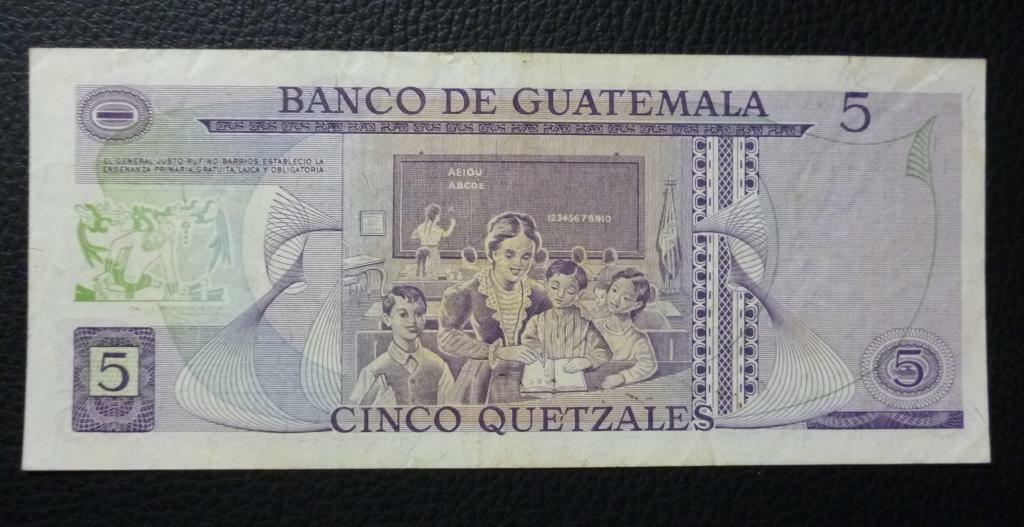 BANCO DE GUATEMALA
5
EL GENERAL JUSTO RUFINO BARRIOS ESTABLECIO LA
ENSEÑANZA PRIMARIA, GRATUITA, LAICA Y OBLIGATORIA
AEIOU
ABCDE
12345678910
5
5
CINCO QUETZALES